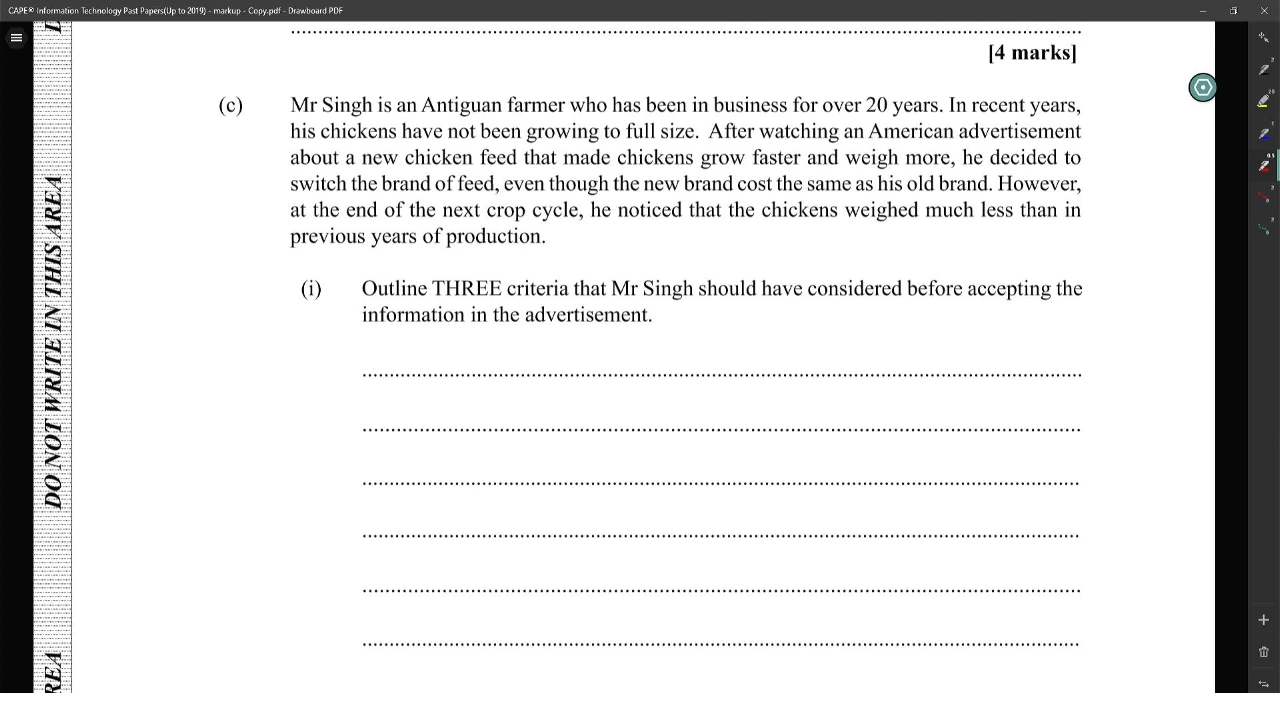 CAPE® Information Technology Past Papers(Up to 2019) - markup - Copy.pdf - Drawboard PDF
[4 marks]
(c) Mr Singh is an Antiguan farmer who has been in business for over 20 years. In recent years,
his chickens have not been growing to full size. After watching an American advertisement
about a new chicken feed that made chickens grow faster and weigh more, he decided to
switch the brand of feed even though the new brand cost the same as his old brand. However,
at the end of the next crop cycle, he noticed that the chickens weighed much less than in
previous years of production.
(i) Outline THREE criteria that Mr Singh should have considered before accepting the
information in the advertisement.
DO NOT WRITE IN THIS AREA
REA